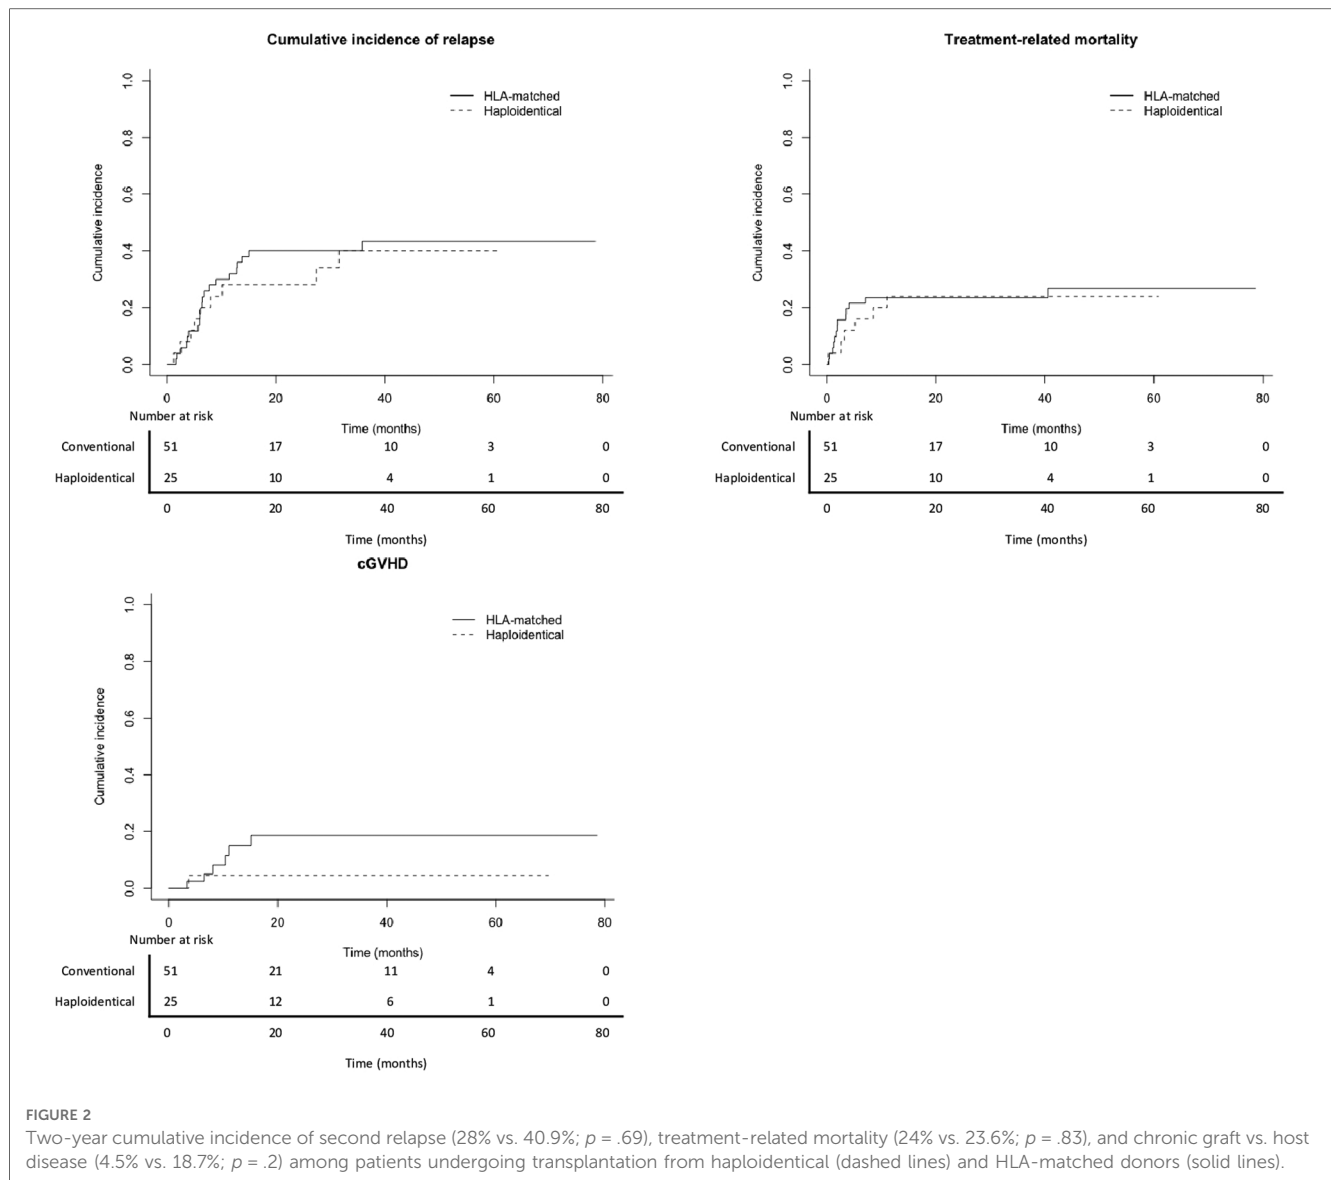 Cumulative incidence of relapse
1.0
0.8
0.6
0.4
0.2
0.0
Cumulative incidence
HLA-matched
Haploidentical
0 20 40 60 80
Number at risk
Time (months)
Conventional 51 17 10 3 0
Haploidentical 25 10 4 1 0
0 20 40 60 80
Time (months)
Treatment-related mortality
1.0
0.8
0.6
0.4
0.2
0.0
Cumulative incidence
HLA-matched
Haploidentical
0 20 40 60 80
Number at risk
Time (months)
Conventional 51 17 10 3 0
Haploidentical 25 10 4 1 0
0 20 40 60 80
Time (months)
cGVHD
1.0
0.8
0.6
0.4
0.2
0.0
Cumulative incidence
HLA-matched
Haploidentical
0 20 40 60 80
Number at risk
Time (months)
Conventional 51 21 11 4 0
Haploidentical 25 12 6 1 0
0 20 40 60 80
Time (months)
FIGURE 2
Two-year cumulative incidence of second relapse (28% vs. 40.9%; p = .69), treatment-related mortality (24% vs. 23.6%; p = .83), and chronic graft vs. host
disease (4.5% vs. 18.7%; p = .2) among patients undergoing transplantation from haploidentical (dashed lines) and HLA-matched donors (solid lines).